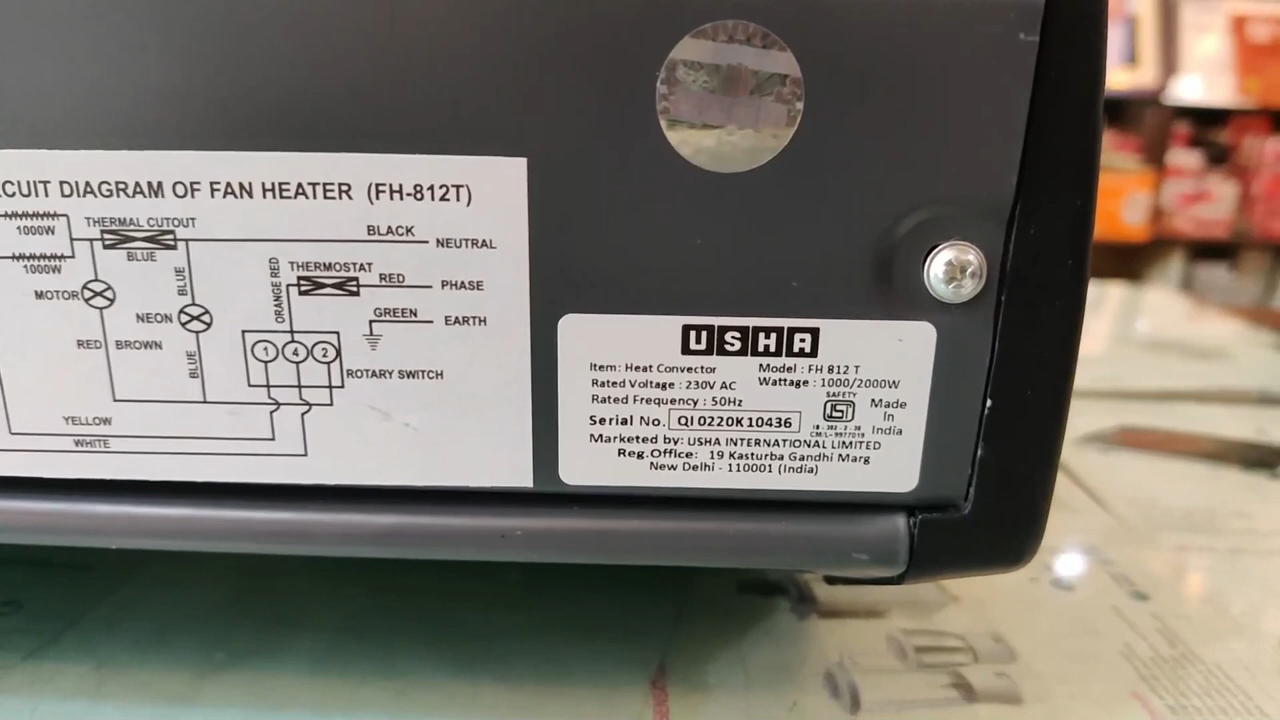 CUIT DIAGRAM OF FAN HEATER (FH-812T)
1000W
THERMAL CUTOUT
BLACK
NEUTRAL
1000W
BLUE
BLUE
ORANGE RED
THERMOSTAT
RED
PHASE
MOTOR
NEON
GREEN
EARTH
RED
BROWN
BLUE
1 4 2
ROTARY SWITCH
YELLOW
WHITE
USHA
Item: Heat Convector Model : FH 812 T
Rated Voltage : 230V AC Wattage : 1000/2000W
Rated Frequency : 50Hz
SAFETY
Serial No. QI0220K10436
Made
In
India
CM/L-9977019
Marketed by: USHA INTERNATIONAL LIMITED
Reg.Office: 19 Kasturba Gandhi Marg
New Delhi - 110001 (India)